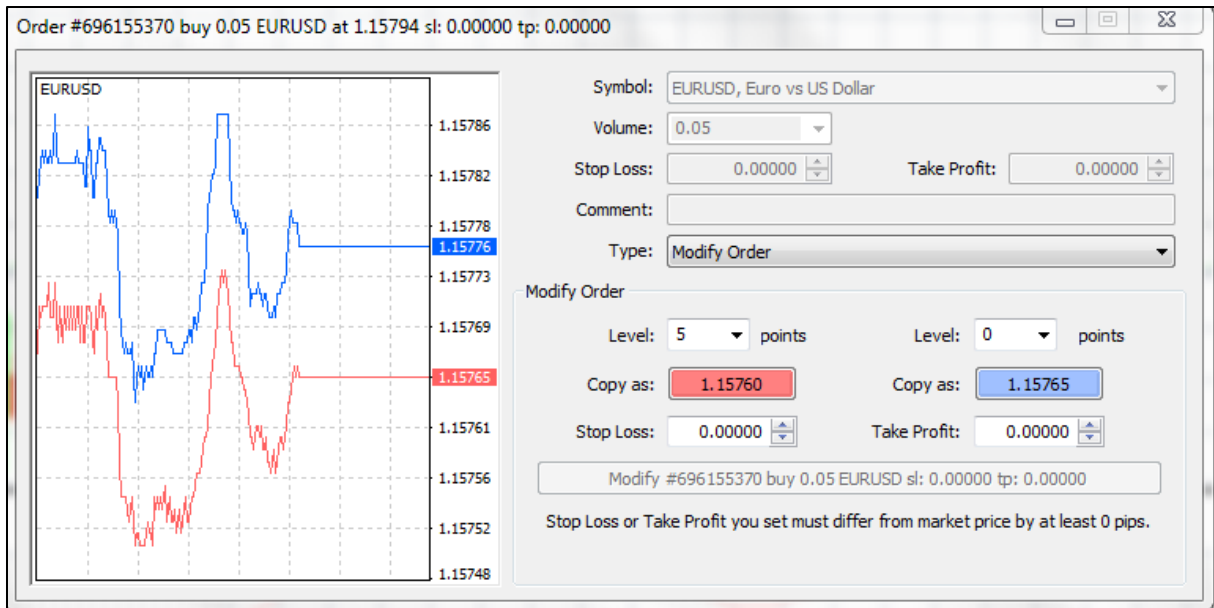 Order #696155370 buy 0.05 EURUSD at 1.15794 sl: 0.00000 tp: 0.00000
EURUSD
1.15786
1.15782
1.15778
1.15776
1.15773
1.15769
1.15765
1.15761
1.15756
1.15752
1.15748
Symbol: EURUSD, Euro vs US Dollar
Volume: 0.05
Stop Loss: 0.00000 Take Profit: 0.00000
Comment:
Type: Modify Order
Modify Order
Level: 5 points Level: 0 points
Copy as: 1.15760 Copy as: 1.15765
Stop Loss: 0.00000 Take Profit: 0.00000
Modify #696155370 buy 0.05 EURUSD sl: 0.00000 tp: 0.00000
Stop Loss or Take Profit you set must differ from market price by at least 0 pips.